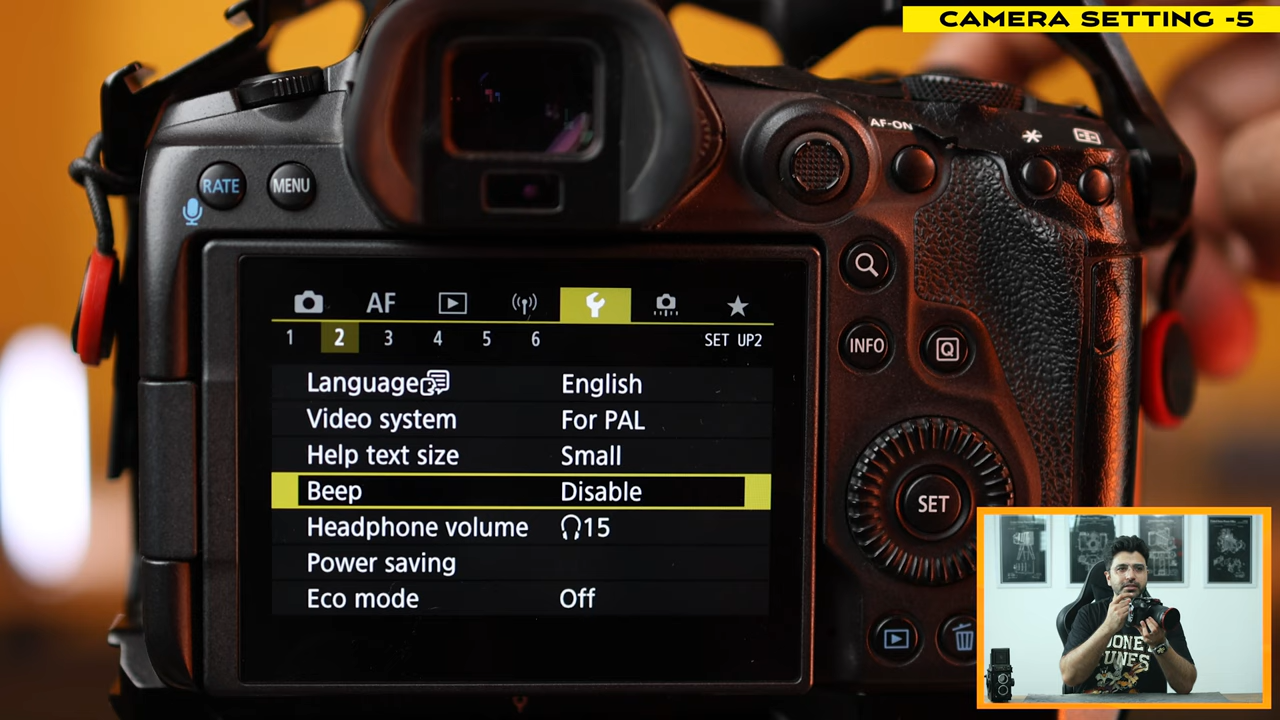 CAMERA SETTING -5
AF-ON
RATE
MENU
AF
1 2 3 4 5 6 SET UP2
INFO
Q
Language English
Video system For PAL
Help text size Small
Beep Disable
Headphone volume 15
Power saving
Eco mode Off
SET